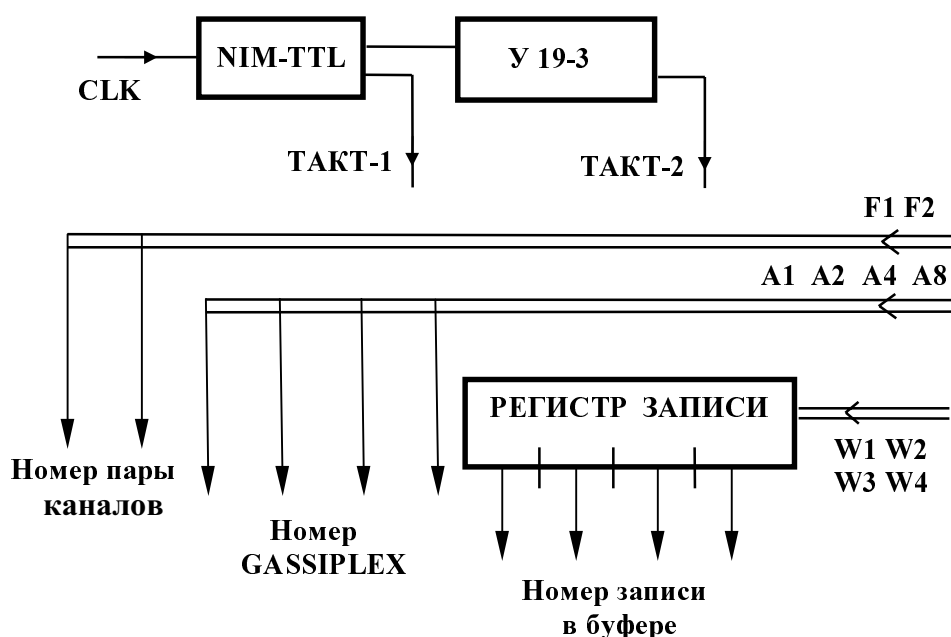 NIM-TTL
У 19-3
CLK
ТАКТ-1
ТАКТ-2
F1 F2
A1 A2 A4 A8
РЕГИСТР ЗАПИСИ
W1 W2
W3 W4
Номер пары
каналов
Номер
GASSIPLEX
Номер записи
в буфере